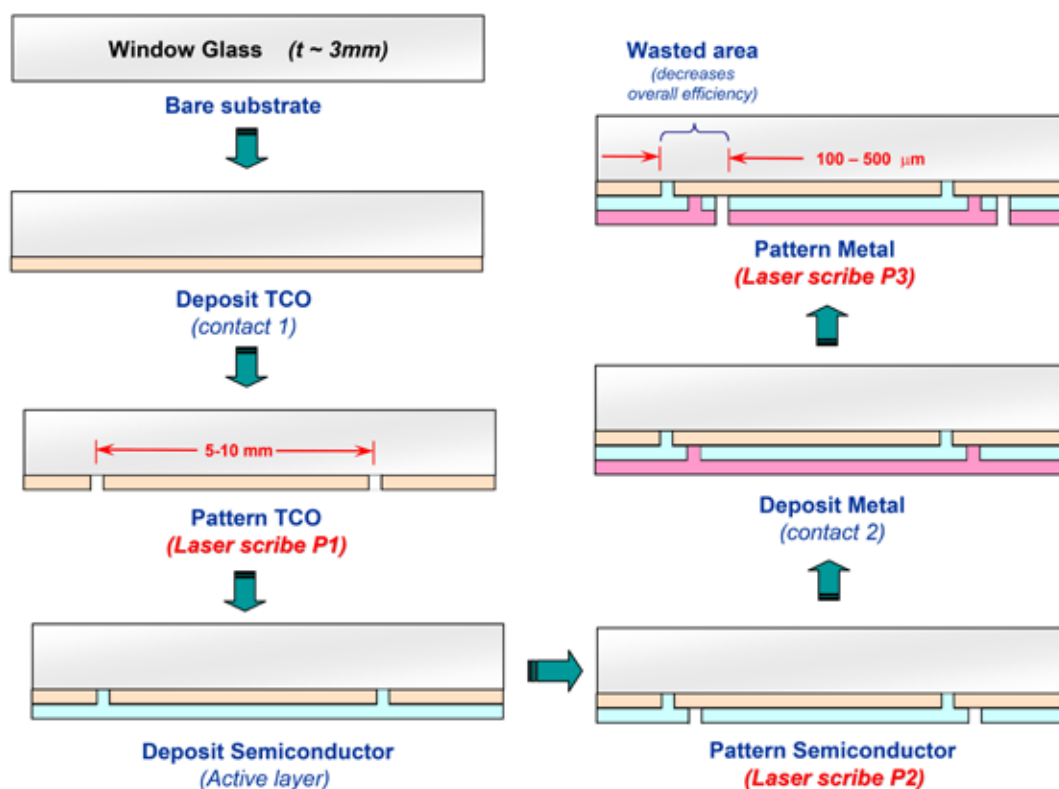 Window Glass (t ~ 3mm)
Bare substrate
Deposit TCO
(contact 1)
5-10 mm
Pattern TCO
(Laser scribe P1)
Deposit Semiconductor
(Active layer)
Pattern Semiconductor
(Laser scribe P2)
Deposit Metal
(contact 2)
Wasted area
(decreases
overall efficiency)
100 – 500 μm
Pattern Metal
(Laser scribe P3)